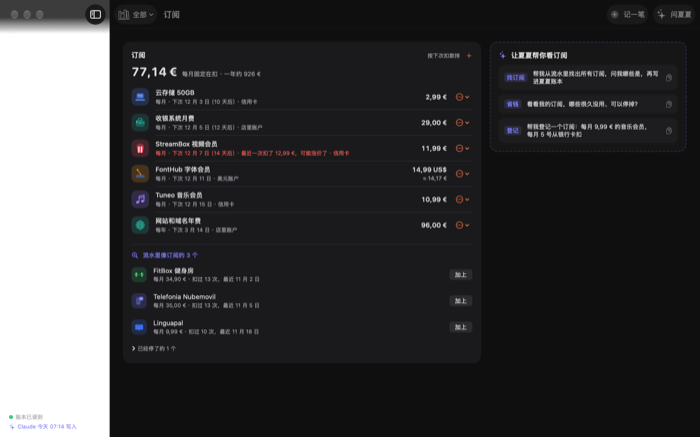 全部
订阅
记一笔
问夏夏
订阅
按下次扣款排
77,14 € 每月固定在扣 · 一年约 926 €
云存储 50GB
每月 · 下次 12 月 3 日 (10 天后) · 信用卡
2,99 €
收银系统月费
每月 · 下次 12 月 5 日 (12 天后) · 店里账户
29,00 €
StreamBox 视频会员
每月 · 下次 12 月 7 日 (14 天后) · 最近一次扣了 12,99 €, 可能涨价了 · 信用卡
11,99 €
FontHub 字体会员
每月 · 下次 12 月 11 日 · 美元账户
14,99 US$
≈ 14,17 €
Tuneo 音乐会员
每月 · 下次 12 月 15 日 · 信用卡
10,99 €
网站和域名年费
每年 · 下次 3 月 14 日 · 店里账户
96,00 €
流水里像订阅的 3 个
FitBox 健身房
每月 34,90 € · 扣过 13 次, 最近 11 月 2 日
加上
Telefonia Nubemovil
每月 35,00 € · 扣过 13 次, 最近 11 月 5 日
加上
Linguapal
每月 9,99 € · 扣过 10 次, 最近 11 月 18 日
加上
已经停了的 1 个
让夏夏帮你看订阅
找订阅
帮我从流水里找出所有订阅, 问我哪些是, 再写
进夏夏账本
省钱
看看我的订阅, 哪些很久没用, 可以停掉?
登记
帮我登记一个订阅: 每月 9,99 € 的音乐会员,
每月 5 号从银行卡扣
账本已读到
Claude 今天 07:14 写入